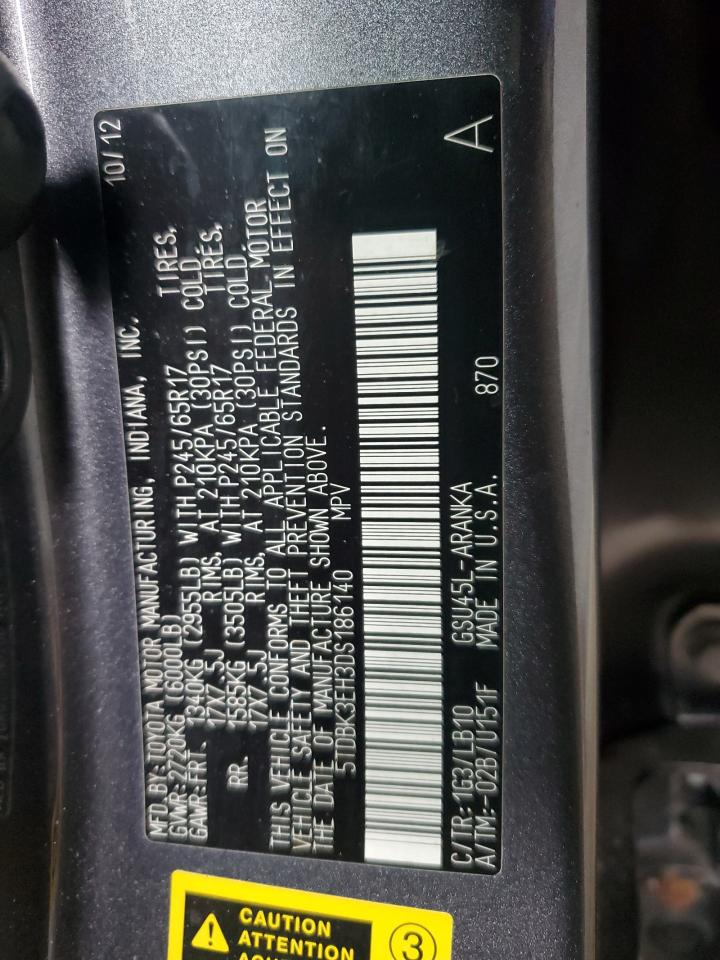 MFD. BY: TOYOTA MOTOR MANUFACTURING, INDIANA, INC. 10/12
GVWR: 2720KG (6000LB)
GAWR: FRT. 1340KG (2955LB) WITH P245/65R17 TIRES,
17X7.5J RIMS, AT 210KPA (30PSI) COLD.
RR. 1585KG (3505LB) WITH P245/65R17 TIRES,
17X7.5J RIMS, AT 210KPA (30PSI) COLD.
THIS VEHICLE CONFORMS TO ALL APPLICABLE FEDERAL MOTOR
VEHICLE SAFETY AND THEFT PREVENTION STANDARDS IN EFFECT ON
THE DATE OF MANUFACTURE SHOWN ABOVE.
5TDBK3EH3DS186140 MPV
C/TR: 1G3/LB10 GSU45L-ARANKA
A/TM: -02B/U151F MADE IN U.S.A. 870 A
CAUTION
ATTENTION
3